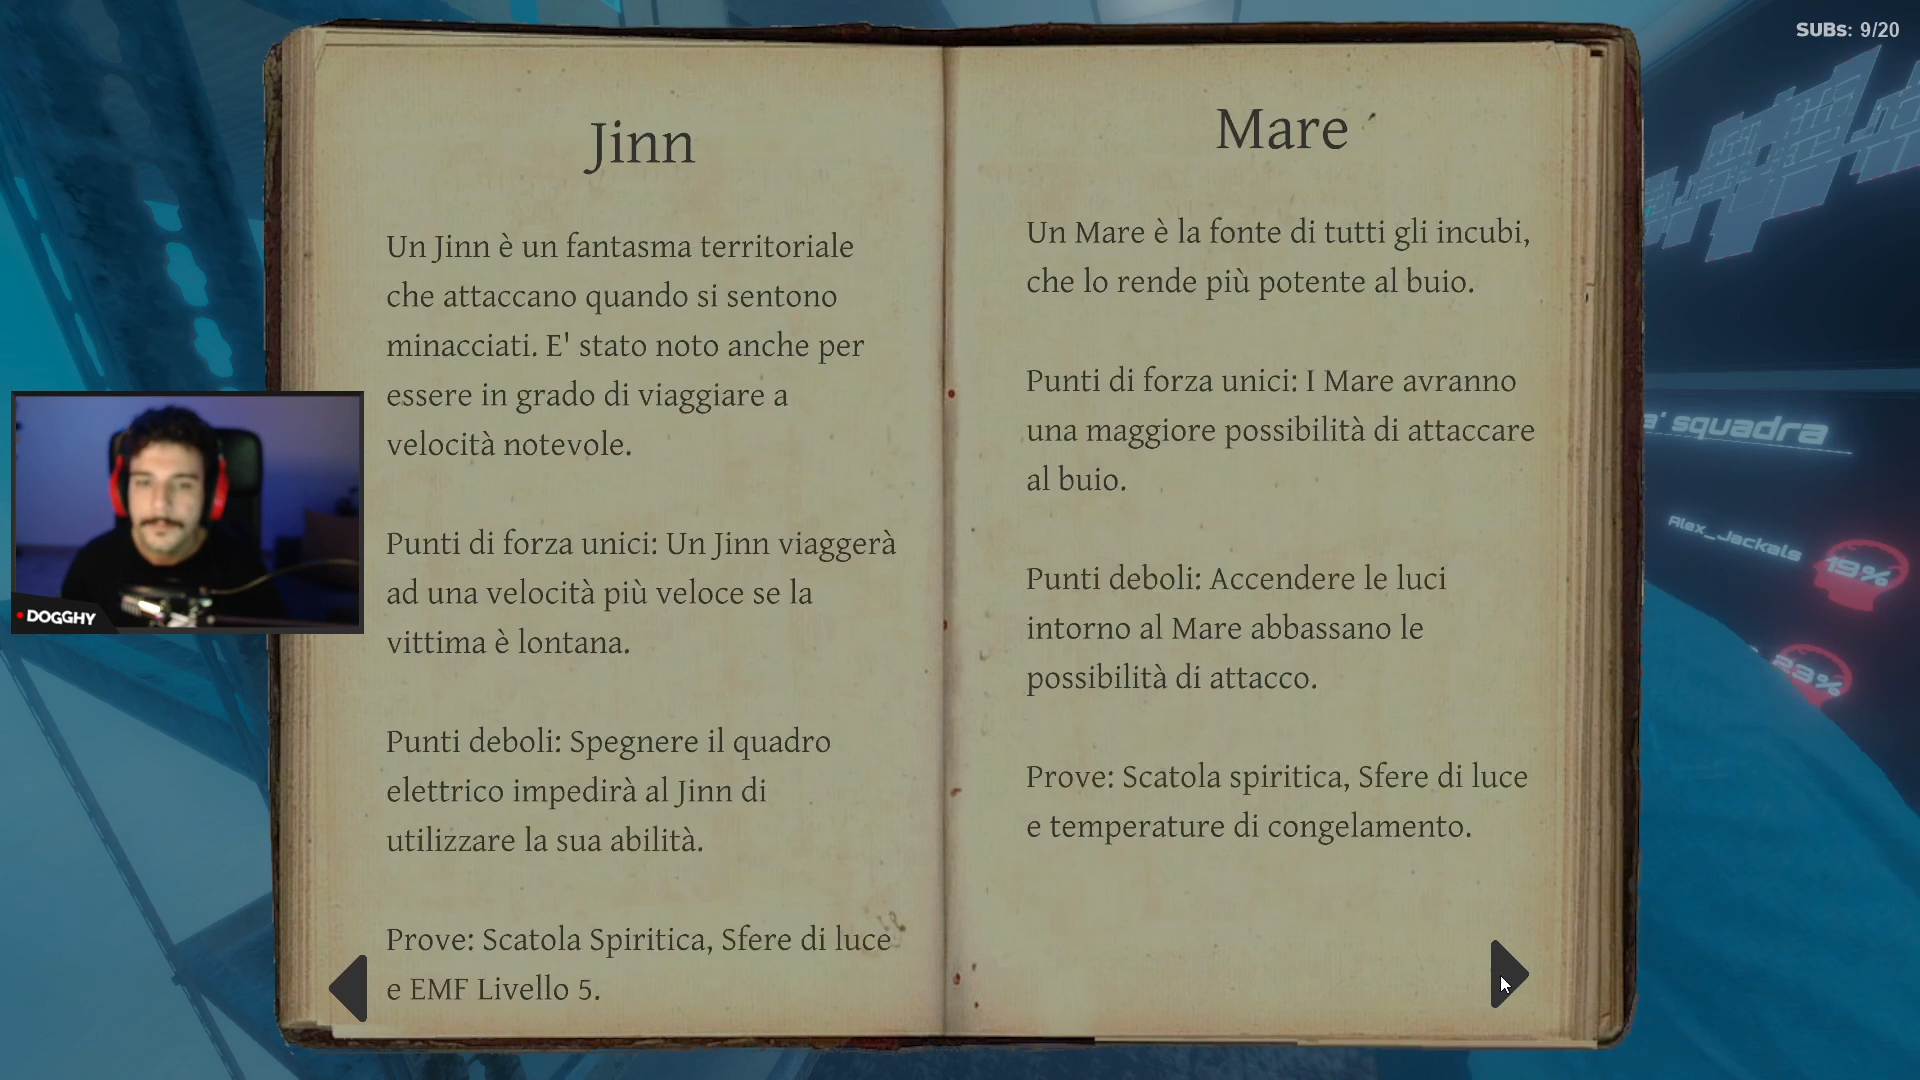 SUBs: 9/20
Jinn
Un Jinn è un fantasma territoriale
che attaccano quando si sentono
minacciati. E' stato noto anche per
essere in grado di viaggiare a
velocità notevole.
Punti di forza unici: Un Jinn viaggerà
ad una velocità più veloce se la
vittima è lontana.
Punti deboli: Spegnere il quadro
elettrico impedirà al Jinn di
utilizzare la sua abilità.
Prove: Scatola Spiritica, Sfere di luce
e EMF Livello 5.
Mare
Un Mare è la fonte di tutti gli incubi,
che lo rende più potente al buio.
Punti di forza unici: I Mare avranno
una maggiore possibilità di attaccare
al buio.
Punti deboli: Accendere le luci
intorno al Mare abbassano le
possibilità di attacco.
Prove: Scatola spiritica, Sfere di luce
e temperature di congelamento.
DOGGHY
a' squadra
Alex_Jackals
19%
23%